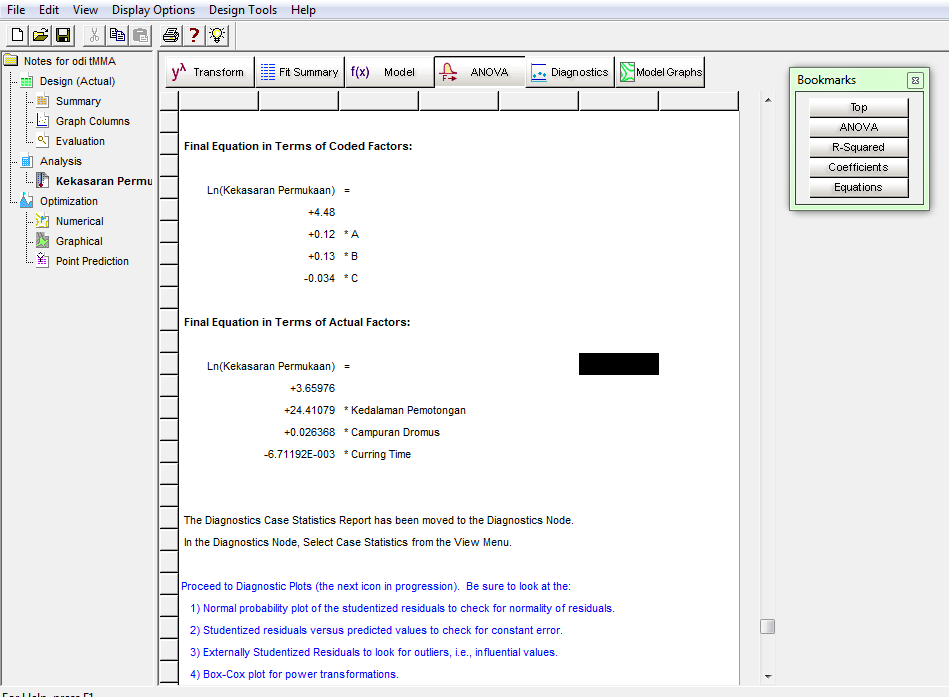 File Edit View Display Options Design Tools Help
Notes for odi tMMA
Design (Actual)
Summary
Graph Columns
Evaluation
Analysis
Kekasaran Permu
Optimization
Numerical
Graphical
Point Prediction
yλ Transform Fit Summary f(x) Model ANOVA Diagnostics Model Graphs
Final Equation in Terms of Coded Factors:
Ln(Kekasaran Permukaan) =
+4.48
+0.12 * A
+0.13 * B
-0.034 * C
Final Equation in Terms of Actual Factors:
Ln(Kekasaran Permukaan) =
+3.65976
+24.41079 * Kedalaman Pemotongan
+0.026368 * Campuran Dromus
-6.71192E-003 * Curring Time
The Diagnostics Case Statistics Report has been moved to the Diagnostics Node.
In the Diagnostics Node, Select Case Statistics from the View Menu.
Proceed to Diagnostic Plots (the next icon in progression). Be sure to look at the:
1) Normal probability plot of the studentized residuals to check for normality of residuals.
2) Studentized residuals versus predicted values to check for constant error.
3) Externally Studentized Residuals to look for outliers, i.e., influential values.
4) Box-Cox plot for power transformations.
Bookmarks
Top
ANOVA
R-Squared
Coefficients
Equations
For Help, press F1